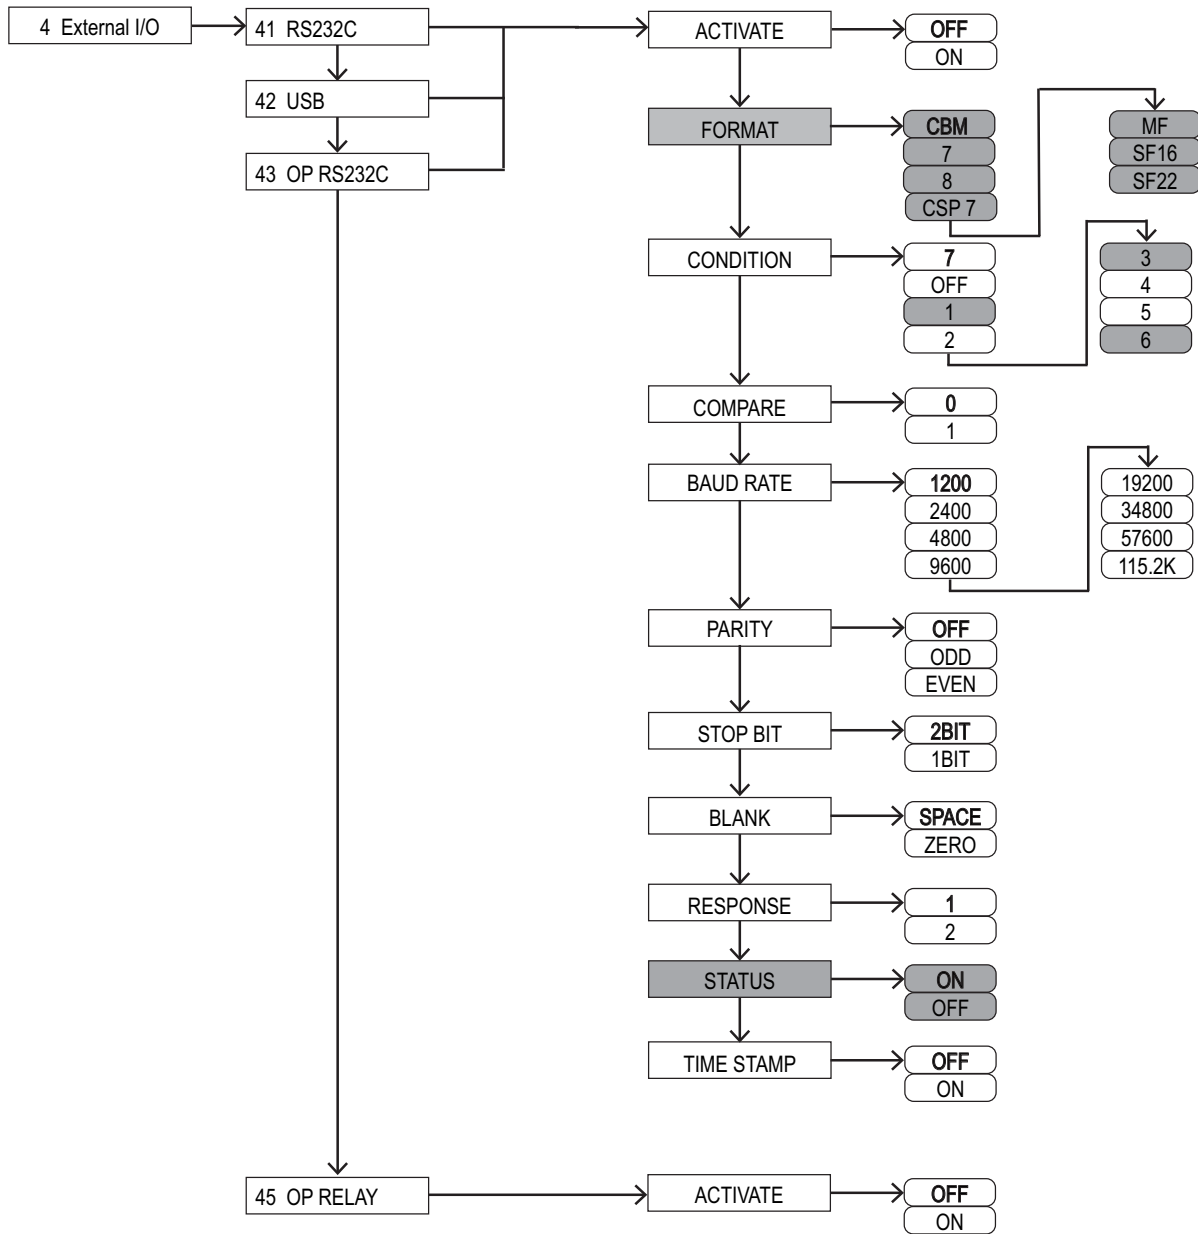 4 External I/O
41 RS232C
42 USB
43 OP RS232C
ACTIVATE
OFF
ON
FORMAT
CBM
7
8
CSP 7
MF
SF16
SF22
CONDITION
7
OFF
1
2
3
4
5
6
COMPARE
0
1
BAUD RATE
1200
2400
4800
9600
19200
34800
57600
115.2K
PARITY
OFF
ODD
EVEN
STOP BIT
2BIT
1BIT
BLANK
SPACE
ZERO
RESPONSE
1
2
STATUS
ON
OFF
TIME STAMP
OFF
ON
45 OP RELAY
ACTIVATE
OFF
ON